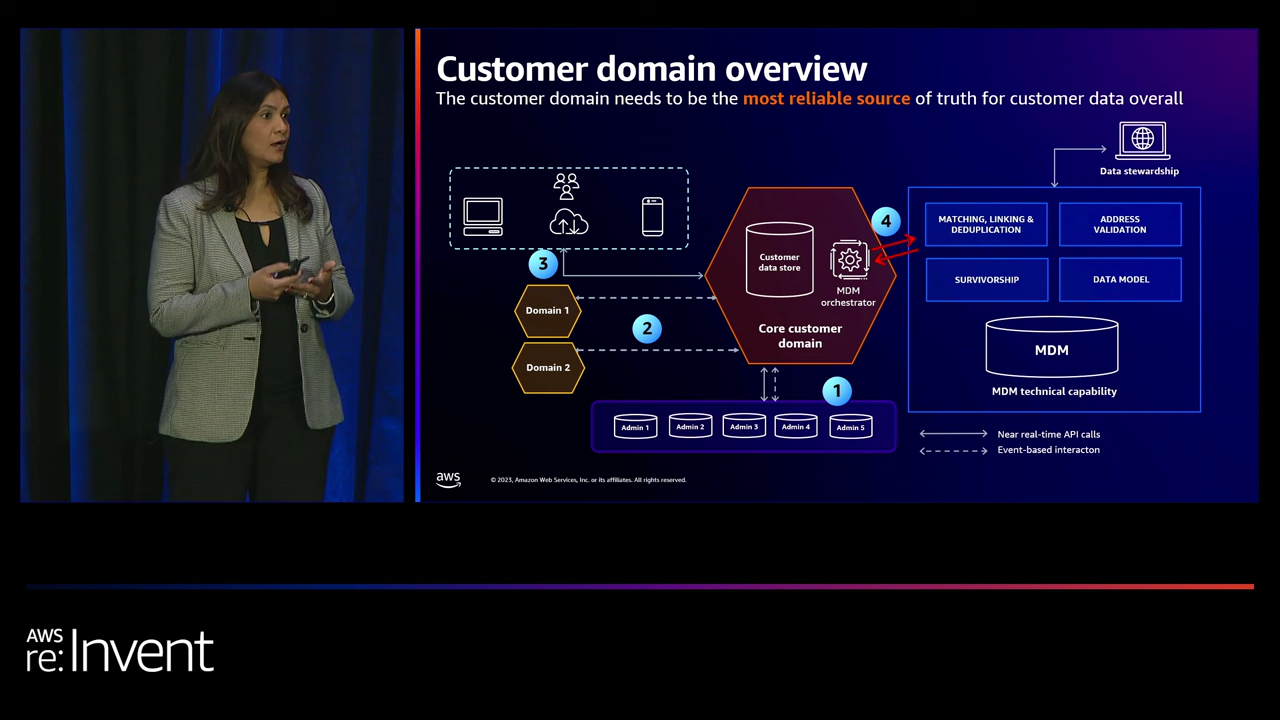 Customer domain overview
The customer domain needs to be the most reliable source of truth for customer data overall
Data stewardship
4
MATCHING, LINKING &
DEDUPLICATION
ADDRESS
VALIDATION
Customer
data store
3
SURVIVORSHIP
DATA MODEL
MDM
orchestrator
Domain 1
2
Core customer
domain
MDM
Domain 2
1
MDM technical capability
Admin 1
Admin 2
Admin 3
Admin 4
Admin 5
Near real-time API calls
Event-based interacton
aws
© 2023, Amazon Web Services, Inc. or its affiliates. All rights reserved.
AWS
re:Invent